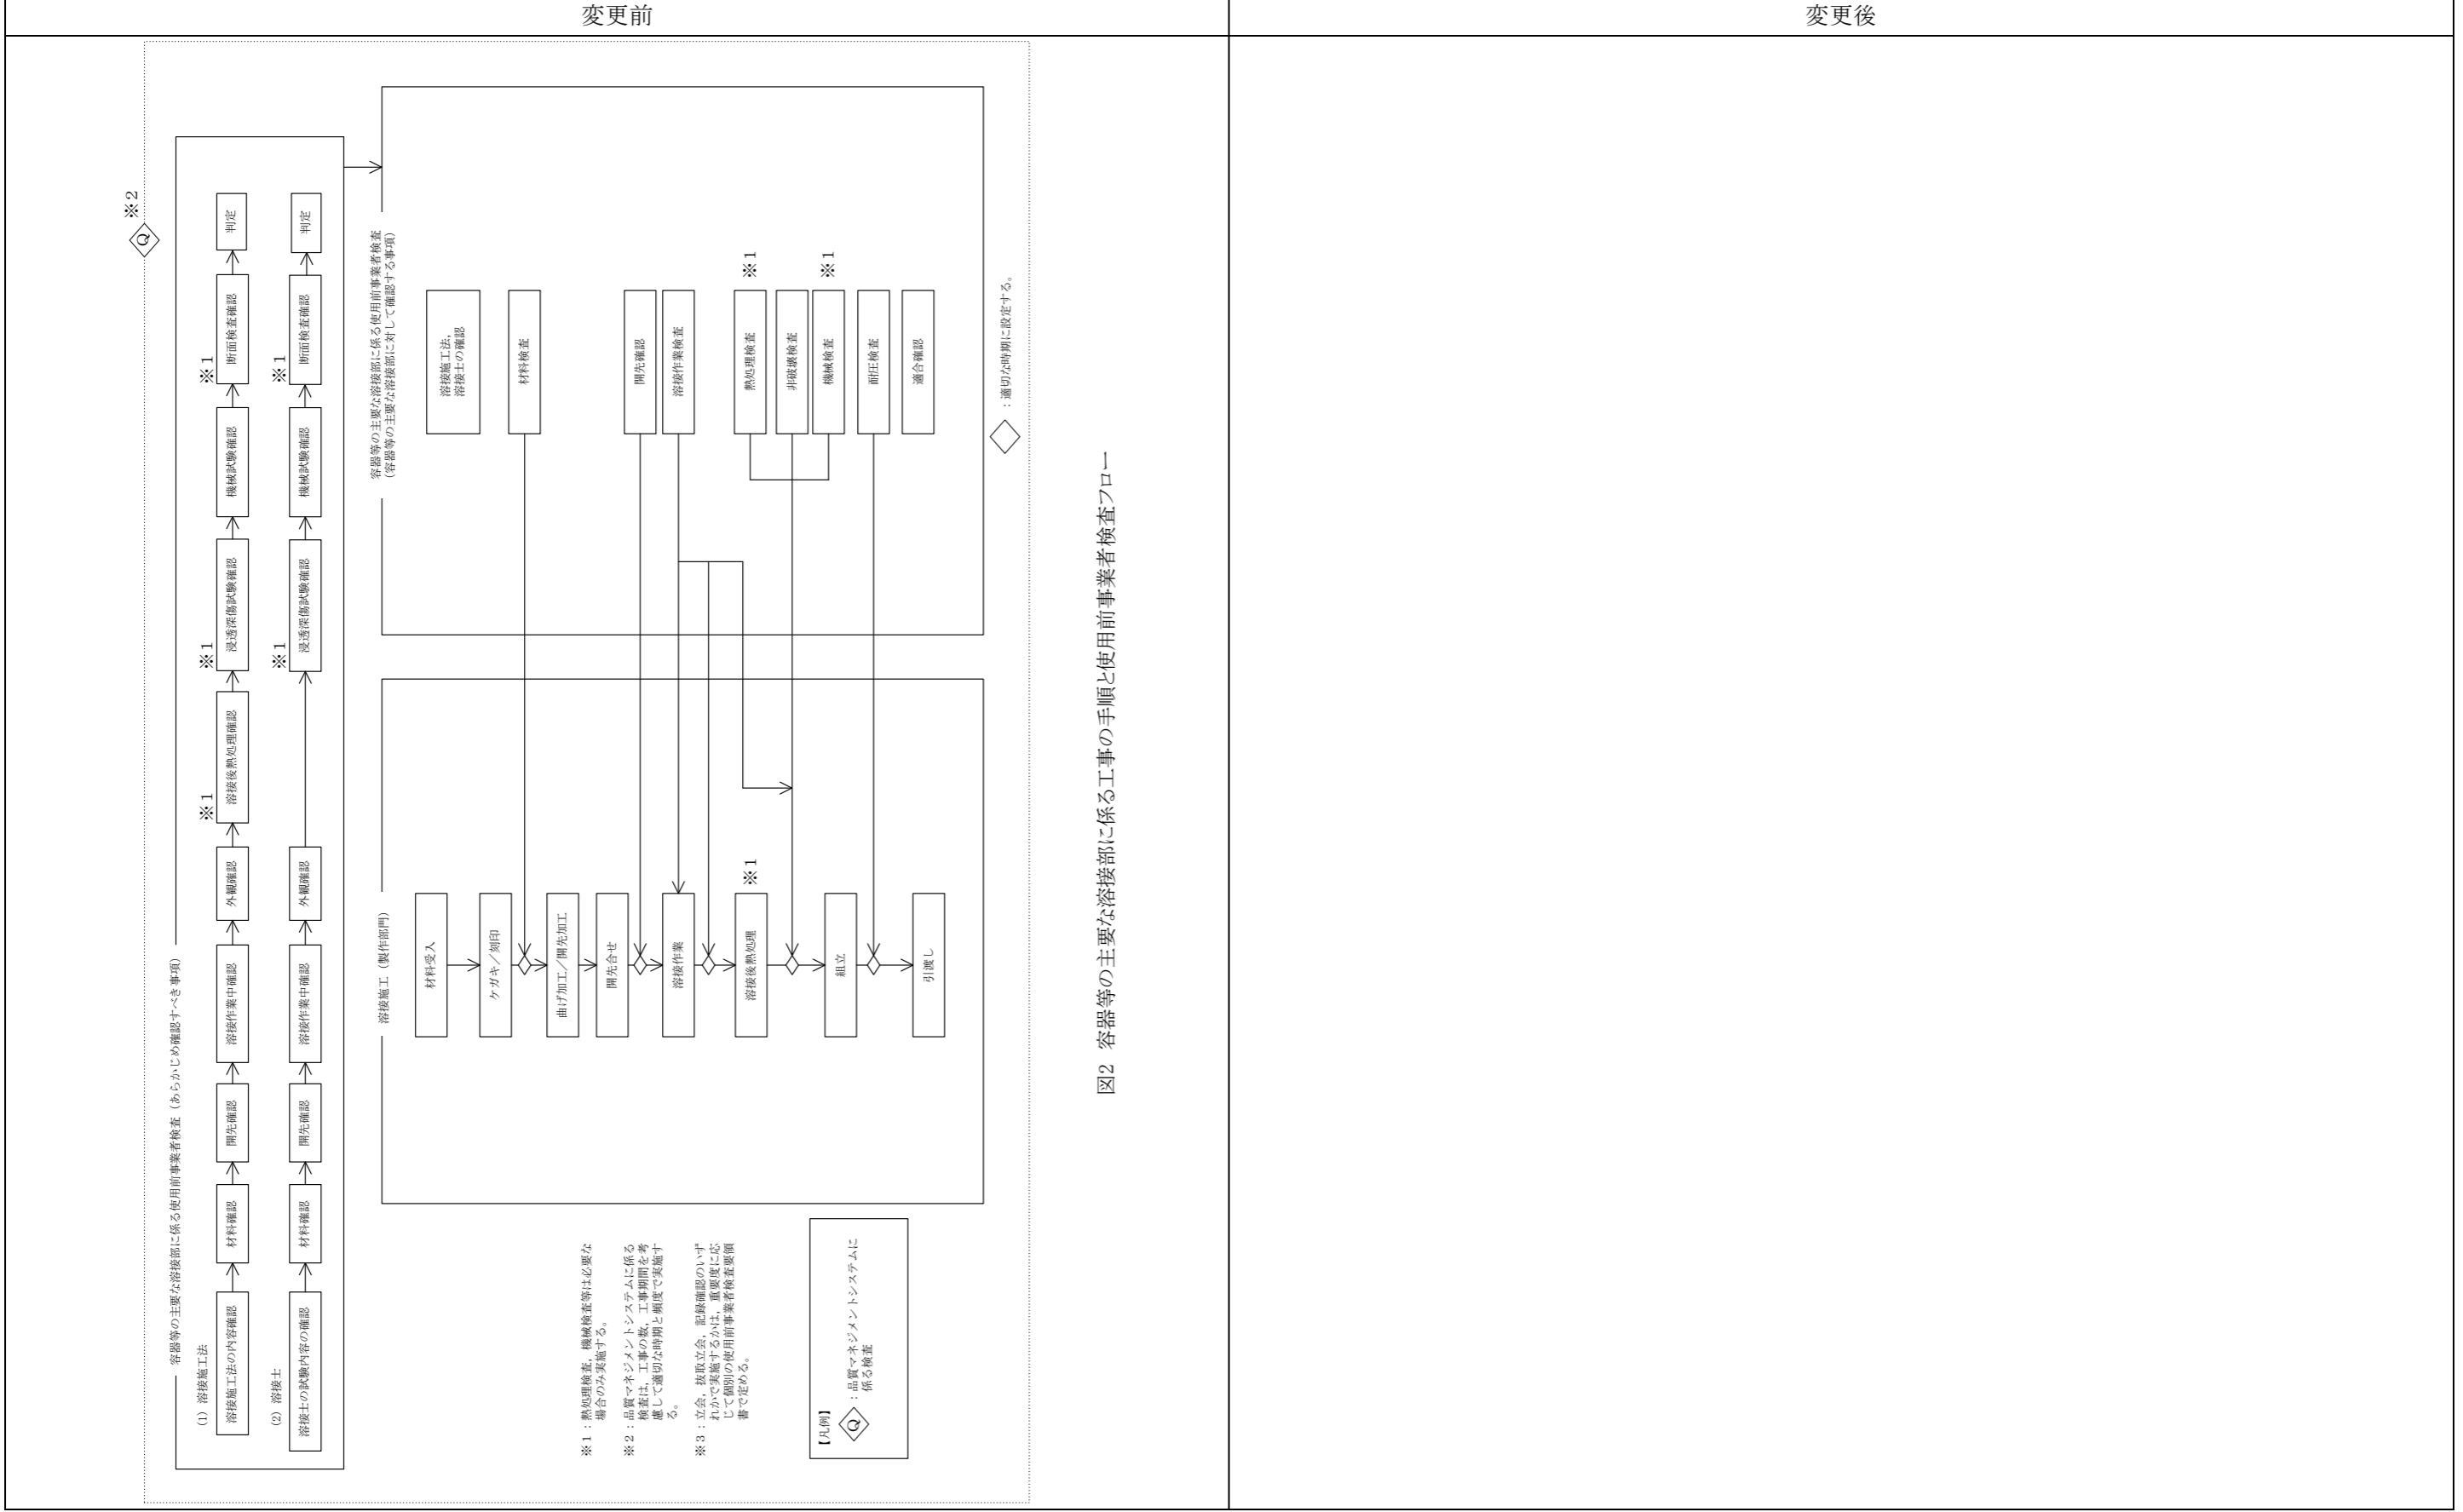 変更前
変更後
※2
Q
容器等の主要な溶接部に係る使用前事業者検査（あらかじめ確認すべき事項）
(1) 溶接施工法
溶接施工法の内容確認
材料確認
開先確認
溶接作業中確認
外観確認
※1
溶接後熱処理確認
※1
浸透深傷試験確認
機械試験確認
※1
断面検査確認
判定
(2) 溶接士
溶接士の試験内容の確認
材料確認
開先確認
溶接作業中確認
外観確認
※1
浸透深傷試験確認
機械試験確認
※1
断面検査確認
判定
溶接施工（製作部門）
材料受入
ケガキ／刻印
曲げ加工／開先加工
開先合せ
溶接作業
溶接後熱処理
※1
組立
引渡し
容器等の主要な溶接部に係る使用前事業者検査
（容器等の主要な溶接部に対して確認する事項）
溶接施工法，
溶接士の確認
材料検査
開先確認
溶接作業検査
熱処理検査
※1
非破壊検査
機械検査
※1
耐圧検査
適合確認
：適切な時期に設定する。
※1：熱処理検査，機械検査等は必要な
場合のみ実施する。
※2：品質マネジメントシステムに係る
検査は，工事の数，工事期間を考
慮して適切な時期と頻度で実施す
る。
※3：立会，抜取立会，記録確認のいず
れかで実施するかは，重要度に応
じて個別の使用前事業者検査要領
書で定める。
【凡例】
Q
：品質マネジメントシステムに
係る検査
図2 容器等の主要な溶接部に係る工事の手順と使用前事業者検査フロー